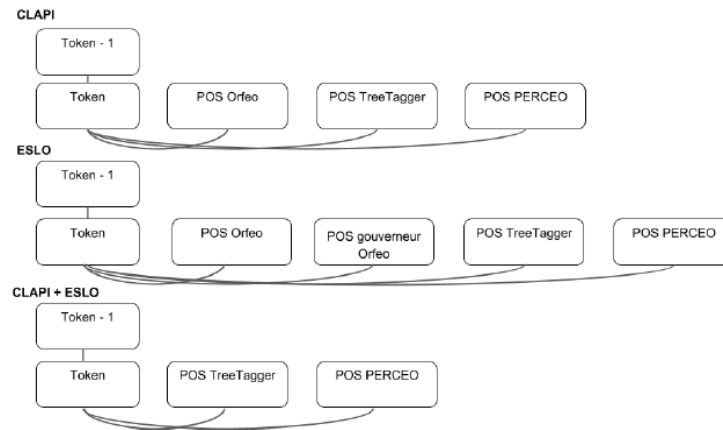 CLAPI
Token - 1
Token
POS Orfeo
POS TreeTagger
POS PERCEO
ESLO
Token - 1
Token
POS Orfeo
POS gouverneur
Orfeo
POS TreeTagger
POS PERCEO
CLAPI + ESLO
Token - 1
Token
POS TreeTagger
POS PERCEO